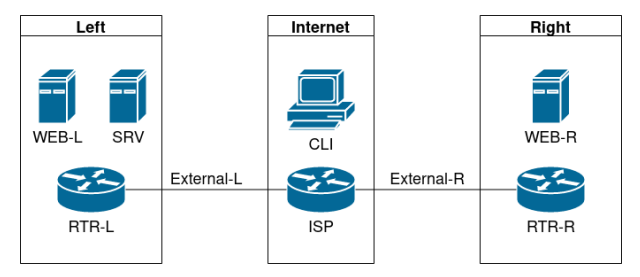 Left
Internet
Right
WEB-L
SRV
CLI
WEB-R
External-L
External-R
RTR-L
ISP
RTR-R